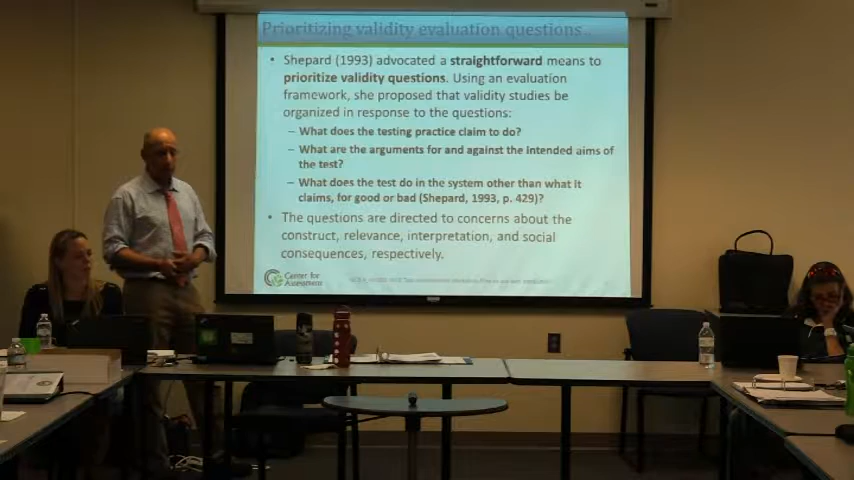 Prioritizing validity evaluation questions..
• Shepard (1993) advocated a straightforward means to
prioritize validity questions. Using an evaluation
framework, she proposed that validity studies be
organized in response to the questions:
– What does the testing practice claim to do?
– What are the arguments for and against the intended aims of
the test?
– What does the test do in the system other than what it
claims, for good or bad (Shepard, 1993, p. 429)?
• The questions are directed to concerns about the
construct, relevance, interpretation, and social
consequences, respectively.
Center for
Assessment